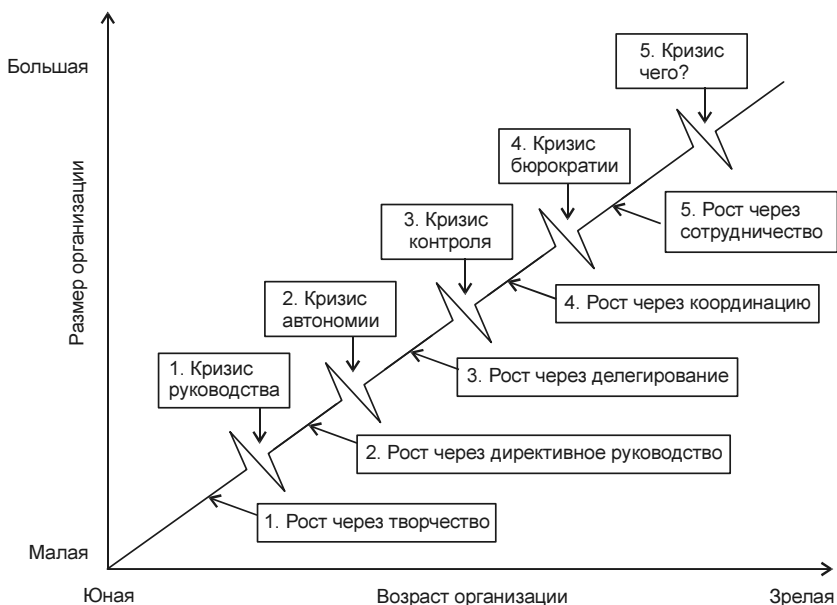 Большая
Размер организации
Малая
Юная
Возраст организации
Зрелая
1. Кризис
руководства
2. Кризис
автономии
3. Кризис
контроля
4. Кризис
бюрократии
5. Кризис
чего?
1. Рост через творчество
2. Рост через директивное руководство
3. Рост через делегирование
4. Рост через координацию
5. Рост через
сотрудничество